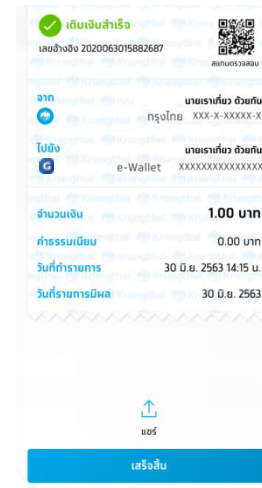 เติมเงินสำเร็จ
เลขอ้างอิง 2020063015882687
สแกนตรวจสอบ
จาก
นายเราเที่ยว ด้วยกัน
กรุงไทย XXX-X-XXXXX-X
ไปยัง
นายเราเที่ยว ด้วยกัน
G
e-Wallet XXXXXXXXXXXXXXX
จำนวนเงิน 1.00 บาท
ค่าธรรมเนียม 0.00 บาท
วันที่ทำรายการ 30 มิ.ย. 2563 14:15 น.
วันที่รายการมีผล 30 มิ.ย. 2563
แชร์
เสร็จสิ้น